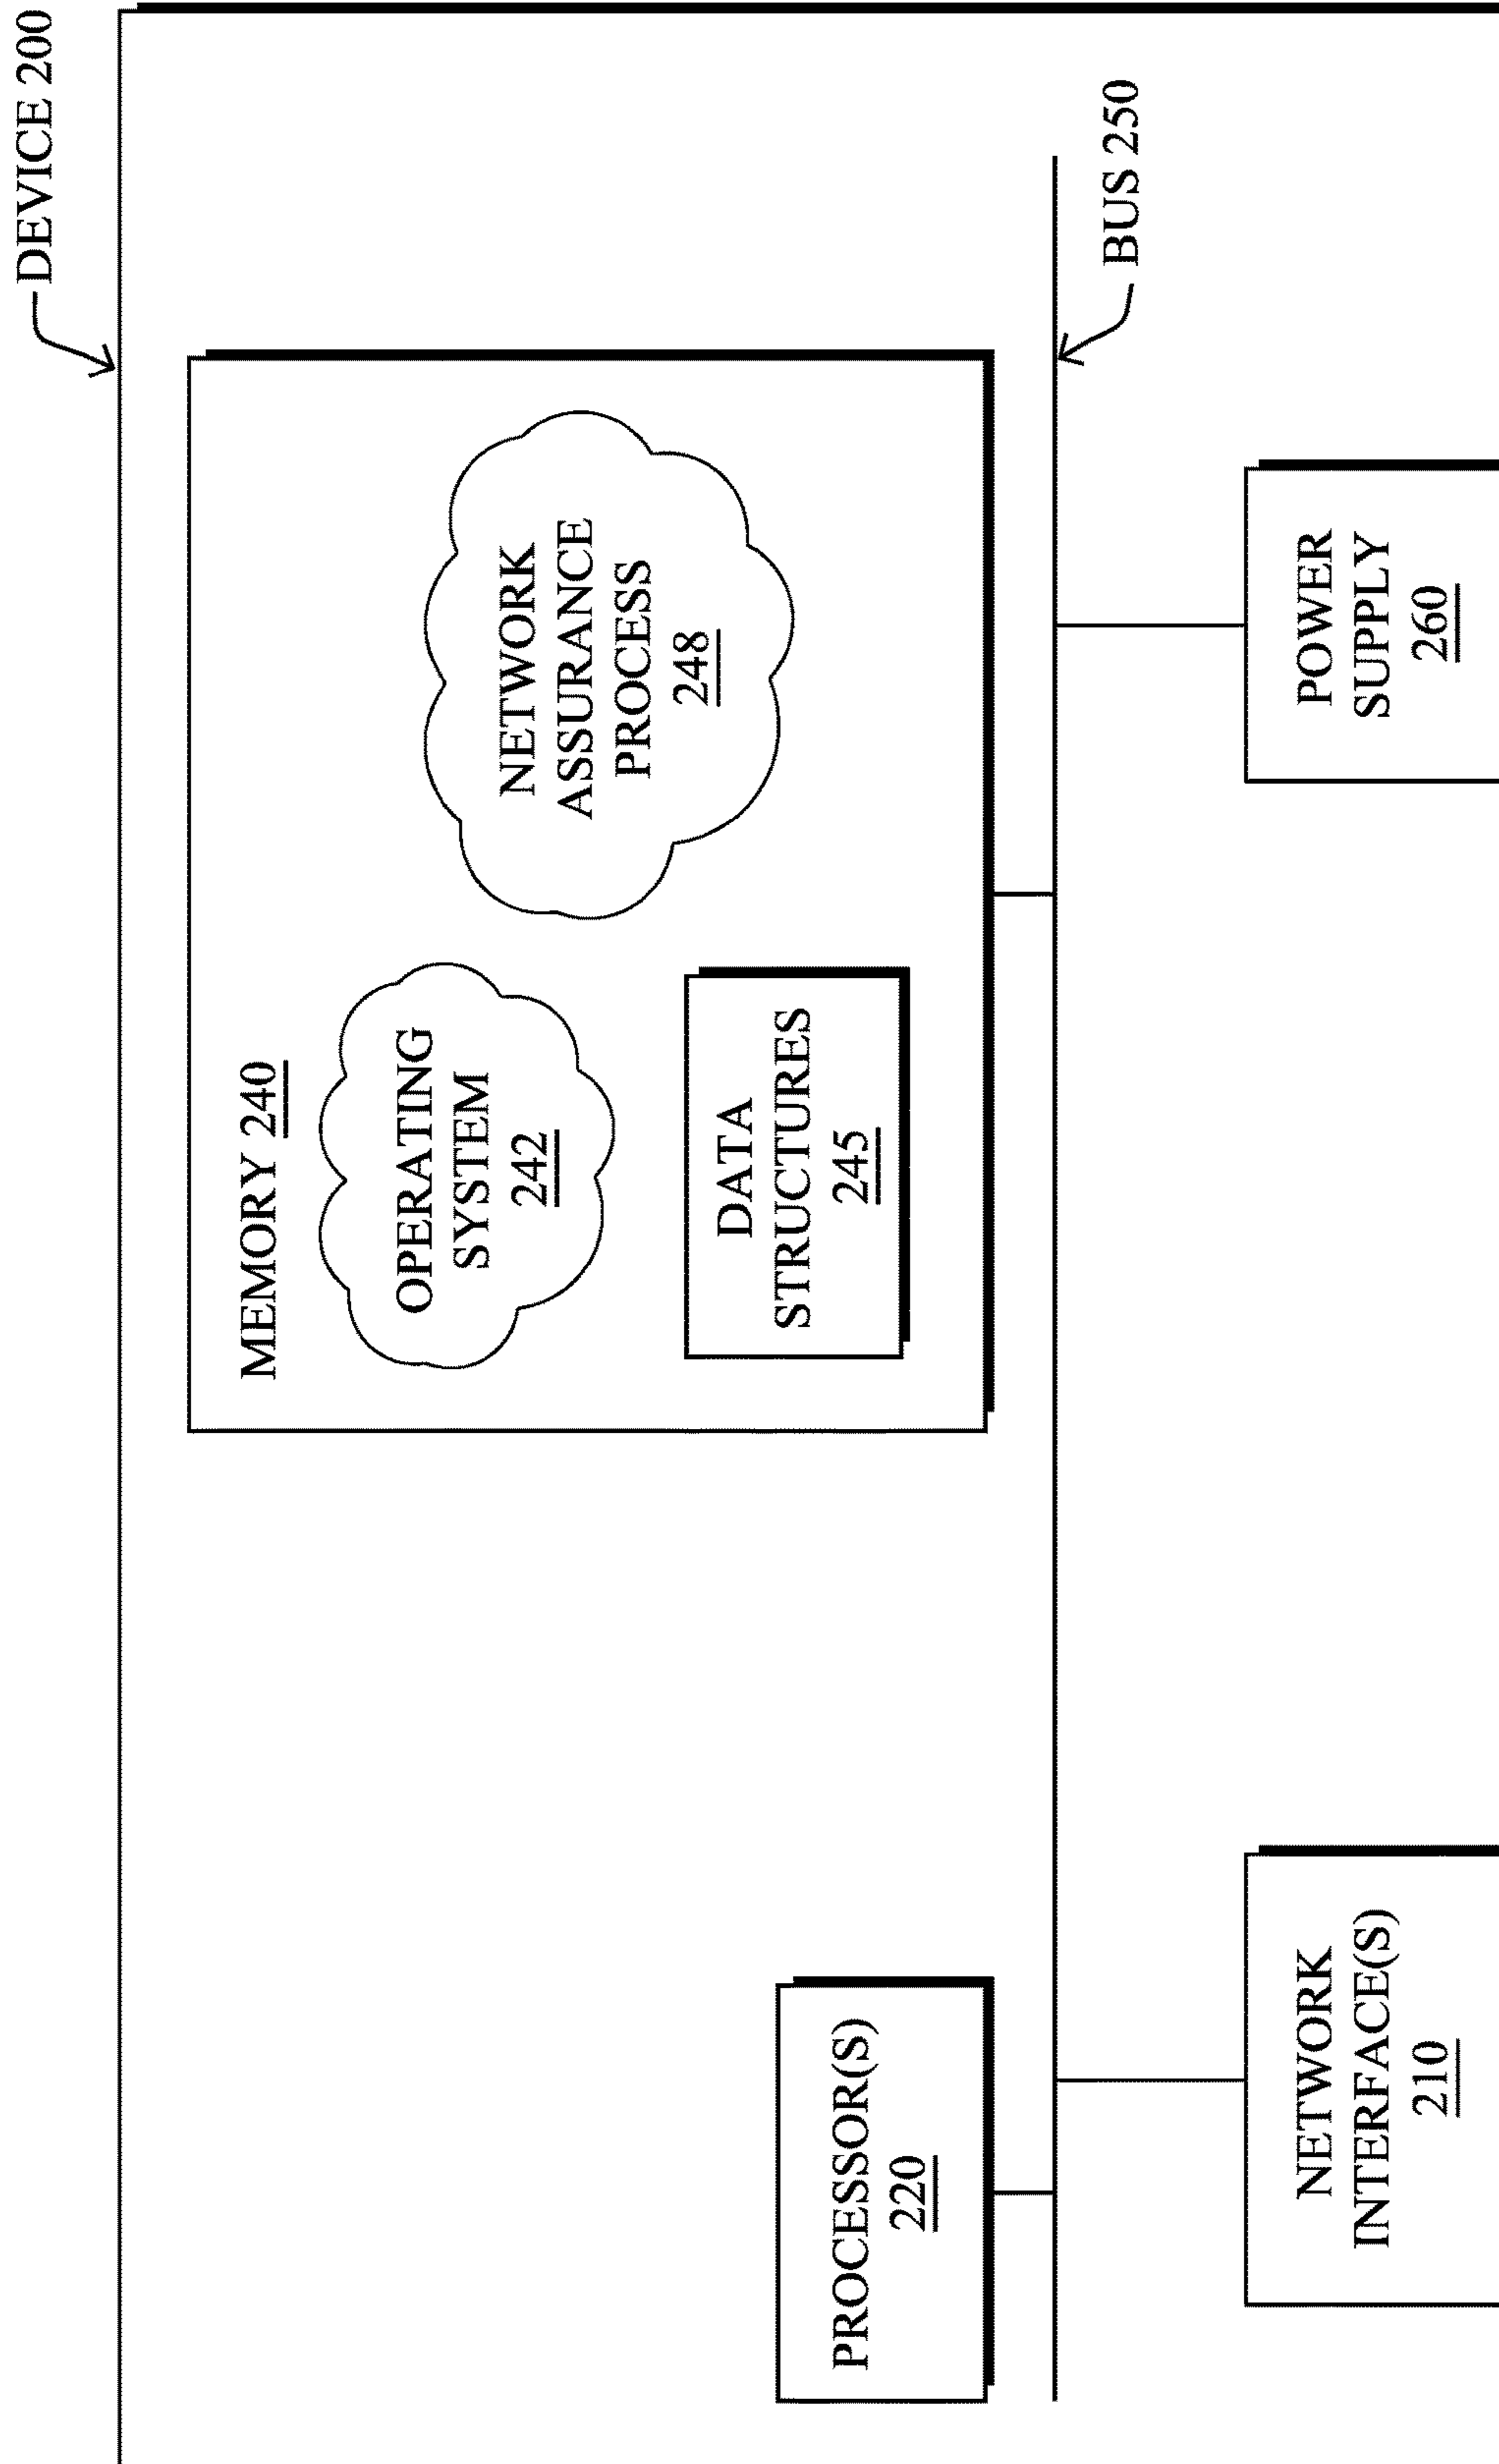 DEVICE 200
MEMORY 240
OPERATING
SYSTEM
242
DATA
STRUCTURES
245
NETWORK
ASSURANCE
PROCESS
248
PROCESSOR(S)
220
BUS 250
NETWORK
INTERFACE(S)
210
POWER
SUPPLY
260